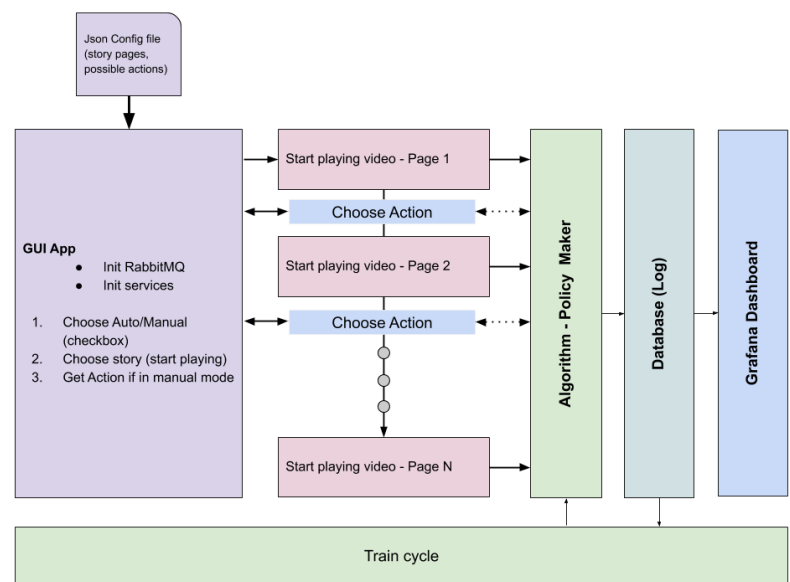 Json Config file
(story pages,
possible actions)
Start playing video - Page 1
Choose Action
GUI App
● Init RabbitMQ
● Init services
1. Choose Auto/Manual
(checkbox)
2. Choose story (start playing)
3. Get Action if in manual mode
Start playing video - Page 2
Choose Action
Start playing video - Page N
Algorithm - Policy Maker
Database (Log)
Grafana Dashboard
Train cycle